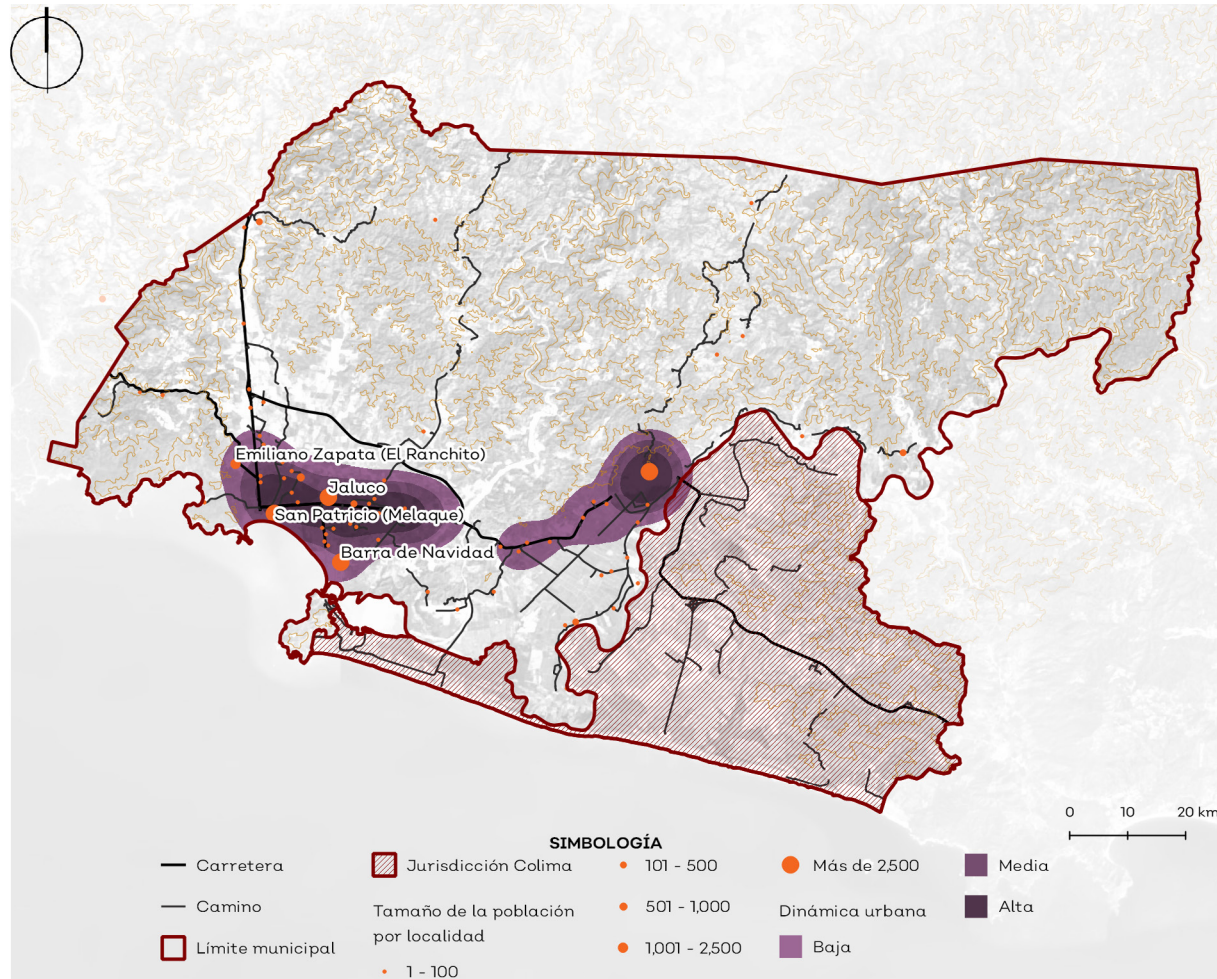 Emiliano Zapata (El Ranchito)
Jaluco
San Patricio (Melaque)
Barra de Navidad
0 10 20 km
SIMBOLOGÍA
Carretera
Camino
Límite municipal
Jurisdicción Colima
Tamaño de la población
por localidad
1 - 100
101 - 500
501 - 1,000
1,001 - 2,500
Más de 2,500
Dinámica urbana
Baja
Media
Alta